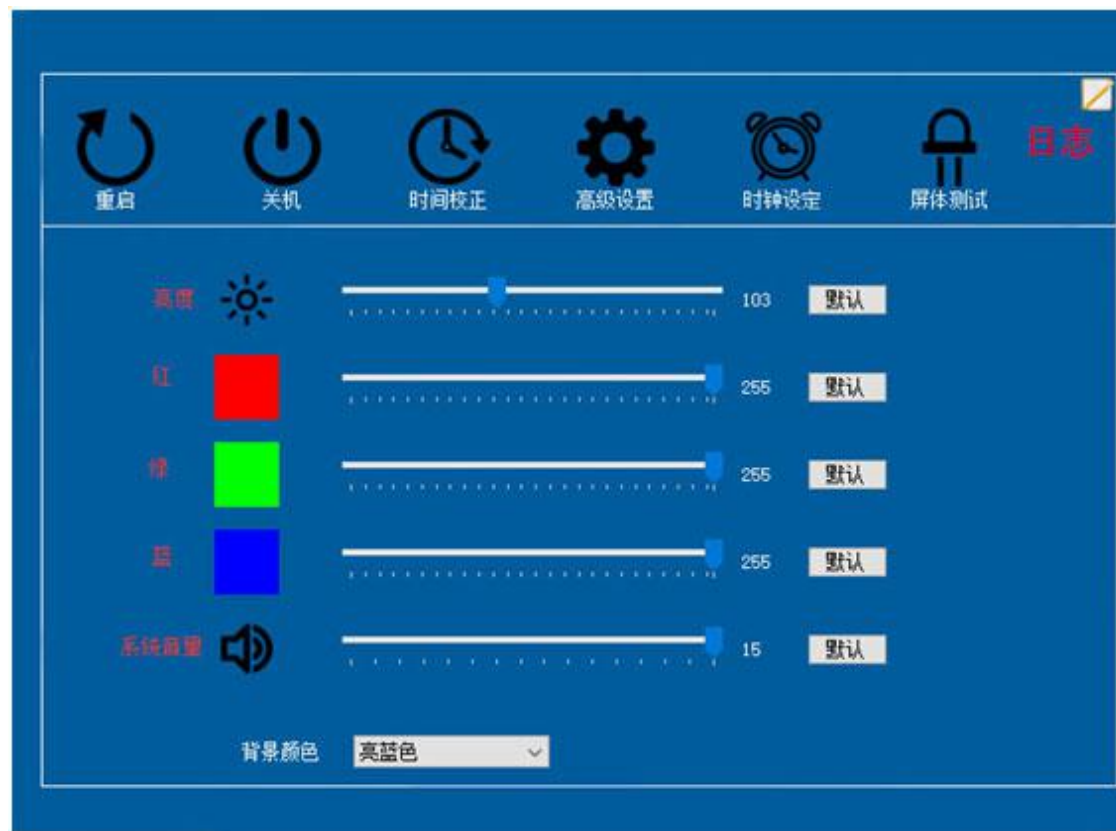 日志
重启 关机 时间校正 高级设置 时钟设定 屏体测试
亮度 103 默认
红 255 默认
绿 255 默认
蓝 255 默认
系统音量 15 默认
背景颜色 亮蓝色